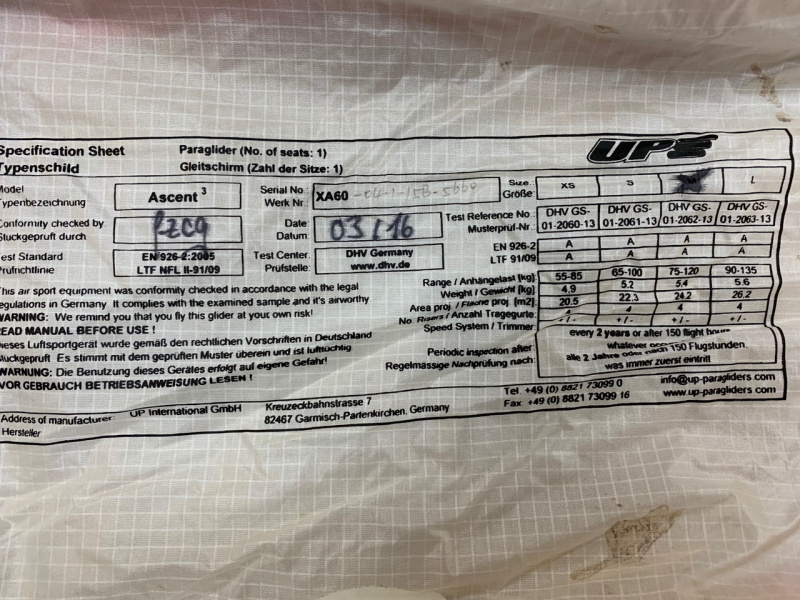 Specification Sheet Paraglider (No. of seats: 1) UP
Typenschild Gleitschirm (Zahl der Sitze: 1)
Model Ascent³ Serial No. XA60 Size XS S L
Typenbezeichnung Werk Nr. Größe:
Conformity checked by Date: 03/16 Test Reference No.: DHV GS- DHV GS- DHV GS- DHV GS-
Stückgeprüft durch Datum: Musterpruf-Nr.: 01-2060-13 01-2061-13 01-2062-13 01-2063-13
Test Standard EN 926-2:2005 Test Center: DHV Germany EN 926-2 A A A A
Prüfrichtlinie LTF NFL II-91/09 Prüfstelle: www.dhv.de LTF 91/09 A A A A
This air sport equipment was conformity checked in accordance with the legal Range / Anhängelast [kg] 55-85 65-100 75-120 90-135
regulations in Germany. It complies with the examined sample and it's airworthy Weight / Gewicht [kg] 4,9 5.2 5.4 5.6
WARNING: We remind you that you fly this glider at your own risk! Area proj / Fläche proj. [m2]: 20.5 22.3 24.2 26.2
READ MANUAL BEFORE USE ! No Risers / Anzahl Tragegurte: 4 4 4 4
Dieses Luftsportgerät wurde gemäß den rechtlichen Vorschriften in Deutschland Speed System / Trimmer: +/- +/- +/- +/-
stückgeprüft Es stimmt mit dem geprüften Muster überein und ist lufttüchtig Periodic inspection after: every 2 years or after 150 flight hours
WARNUNG: Die Benutzung dieses Gerätes erfolgt auf eigene Gefahr! Regelmassige Nachprüfung nach: whatever
VOR GEBRAUCH BETRIEBSANWEISUNG LESEN ! alle 2 Jahre oder nach 150 Flugstunden,
was immer zuerst eintritt
Address of manufacturer UP International GmbH Kreuzeckbahnstrasse 7 Tel. +49 (0) 8821 73099 0 info@up-paragliders.com
Hersteller 82467 Garmisch-Partenkirchen, Germany Fax +49 (0) 8821 73099 16 www.up-paragliders.com